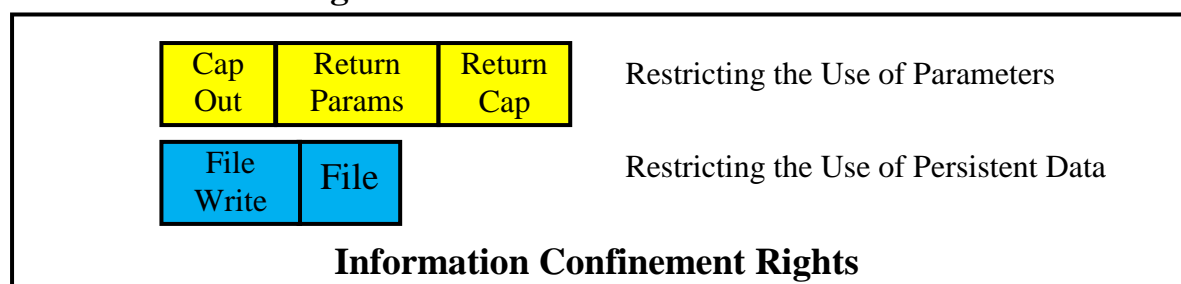 Cap Return Return
Out Params Cap
Restricting the Use of Parameters
File
Write
File
Restricting the Use of Persistent Data
Information Confinement Rights